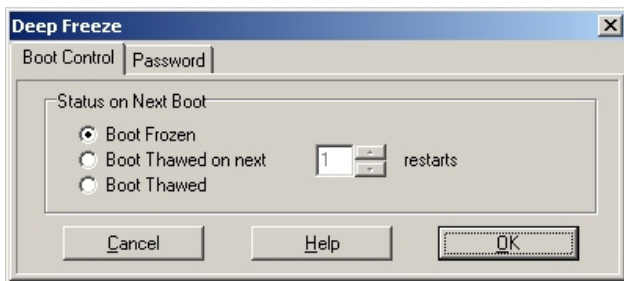 Deep Freeze
Boot Control Password
Status on Next Boot
Boot Frozen
Boot Thawed on next 1 restarts
Boot Thawed
Cancel Help OK